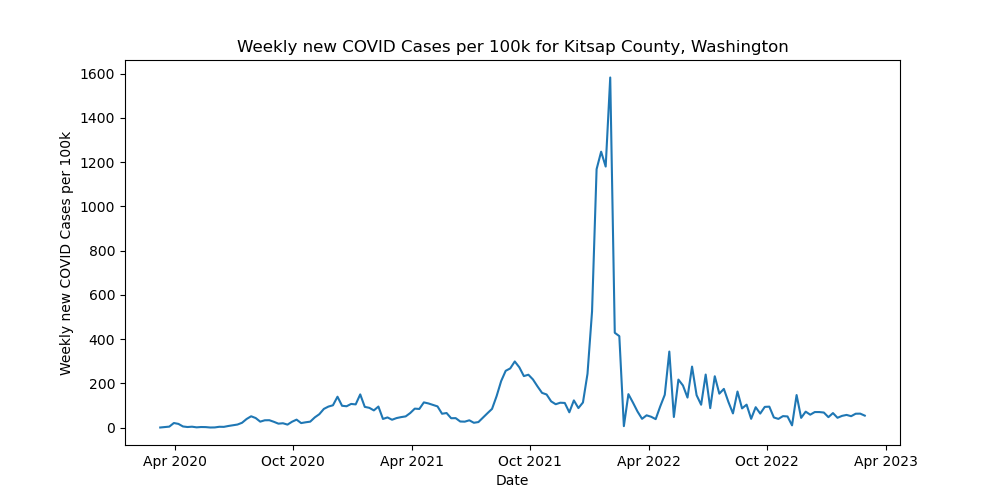 Weekly new COVID Cases per 100k for Kitsap County, Washington
Weekly new COVID Cases per 100k
1600
1400
1200
1000
800
600
400
200
0
Apr 2020 Oct 2020 Apr 2021 Oct 2021 Apr 2022 Oct 2022 Apr 2023
Date